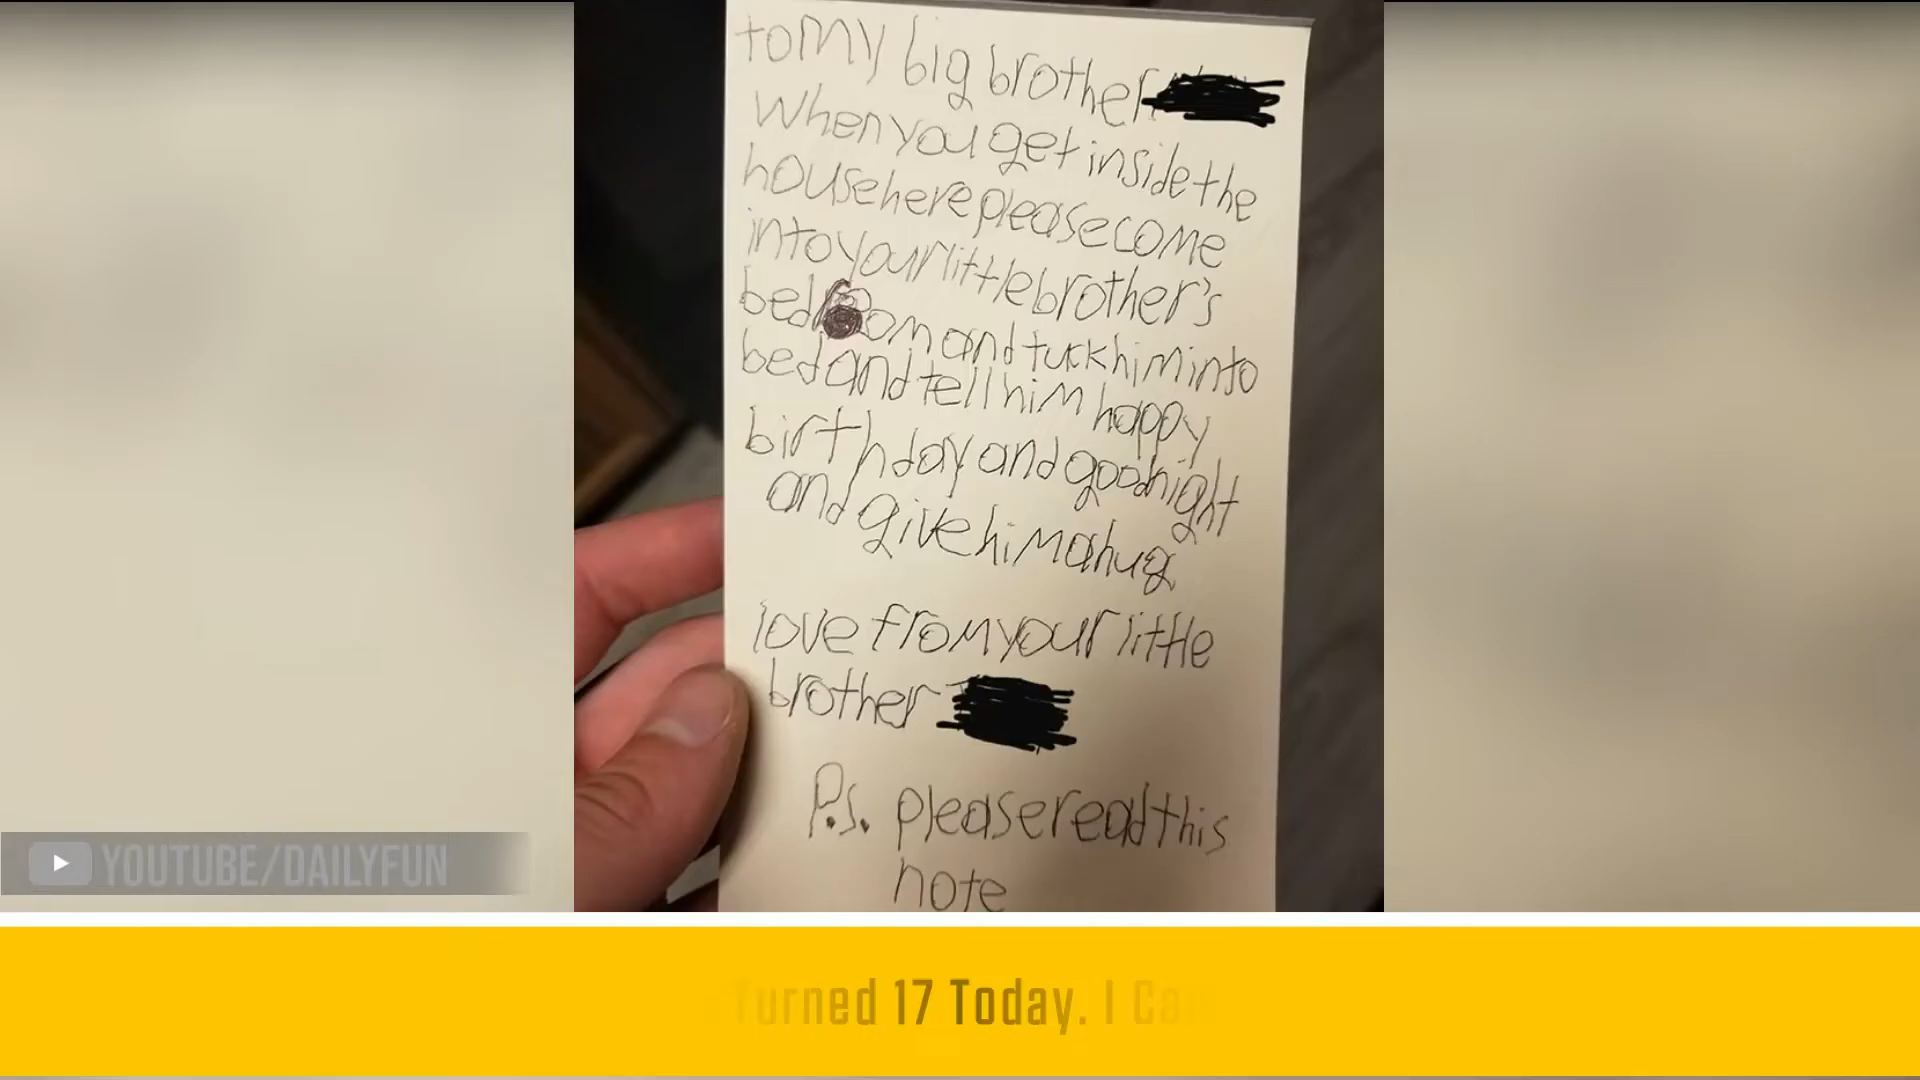 to my big brother
When you get inside the
house here please come
into your little brother's
bedroom and tuck him into
bed and tell him happy
birthday and goodnight
and give him a hug
love from your little
brother
P.s. please read this
note
YOUTUBE/DAILYFUN
Turned 17 Today. I